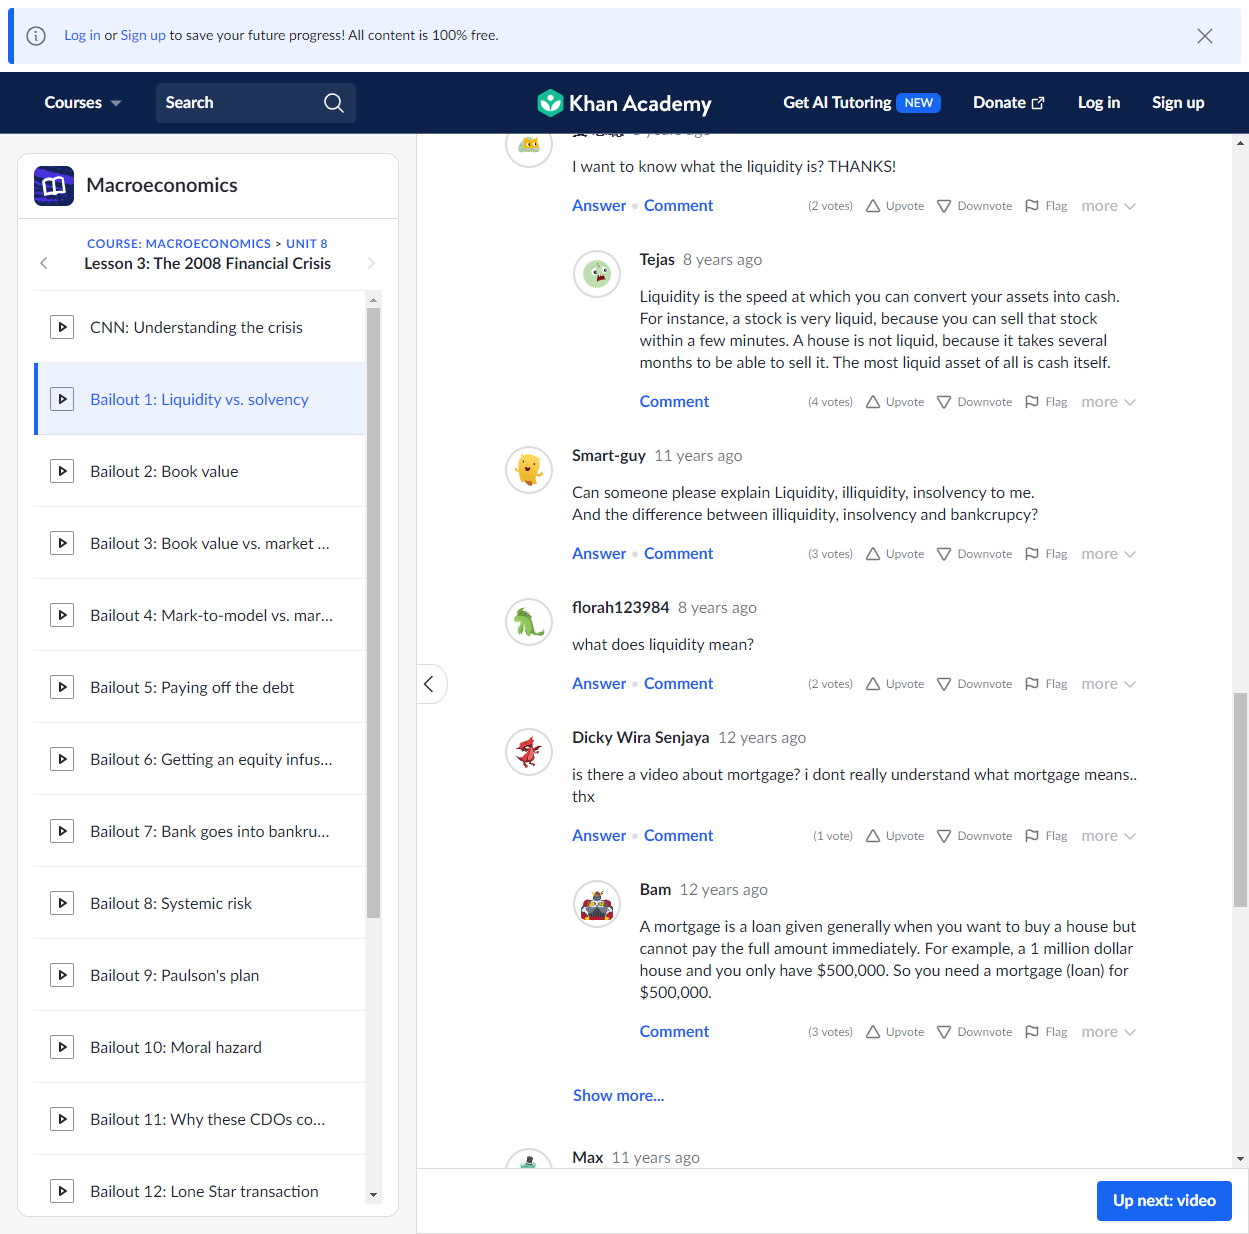 Log in or Sign up to save your future progress! All content is 100% free.
Courses
Search
Khan Academy
Get AI Tutoring NEW
Donate
Log in
Sign up
Macroeconomics
COURSE: MACROECONOMICS > UNIT 8
Lesson 3: The 2008 Financial Crisis
CNN: Understanding the crisis
Bailout 1: Liquidity vs. solvency
Bailout 2: Book value
Bailout 3: Book value vs. market ...
Bailout 4: Mark-to-model vs. mar...
Bailout 5: Paying off the debt
Bailout 6: Getting an equity infus...
Bailout 7: Bank goes into bankru...
Bailout 8: Systemic risk
Bailout 9: Paulson's plan
Bailout 10: Moral hazard
Bailout 11: Why these CDOs co...
Bailout 12: Lone Star transaction
I want to know what the liquidity is? THANKS!
Answer • Comment (2 votes) Upvote Downvote Flag more
Tejas 8 years ago
Liquidity is the speed at which you can convert your assets into cash.
For instance, a stock is very liquid, because you can sell that stock
within a few minutes. A house is not liquid, because it takes several
months to be able to sell it. The most liquid asset of all is cash itself.
Comment (4 votes) Upvote Downvote Flag more
Smart-guy 11 years ago
Can someone please explain Liquidity, illiquidity, insolvency to me.
And the difference between illiquidity, insolvency and bankcrupcy?
Answer • Comment (3 votes) Upvote Downvote Flag more
florah123984 8 years ago
what does liquidity mean?
Answer • Comment (2 votes) Upvote Downvote Flag more
Dicky Wira Senjaya 12 years ago
is there a video about mortgage? i dont really understand what mortgage means..
thx
Answer • Comment (1 vote) Upvote Downvote Flag more
Bam 12 years ago
A mortgage is a loan given generally when you want to buy a house but
cannot pay the full amount immediately. For example, a 1 million dollar
house and you only have $500,000. So you need a mortgage (loan) for
$500,000.
Comment (3 votes) Upvote Downvote Flag more
Show more...
Max 11 years ago
Up next: video